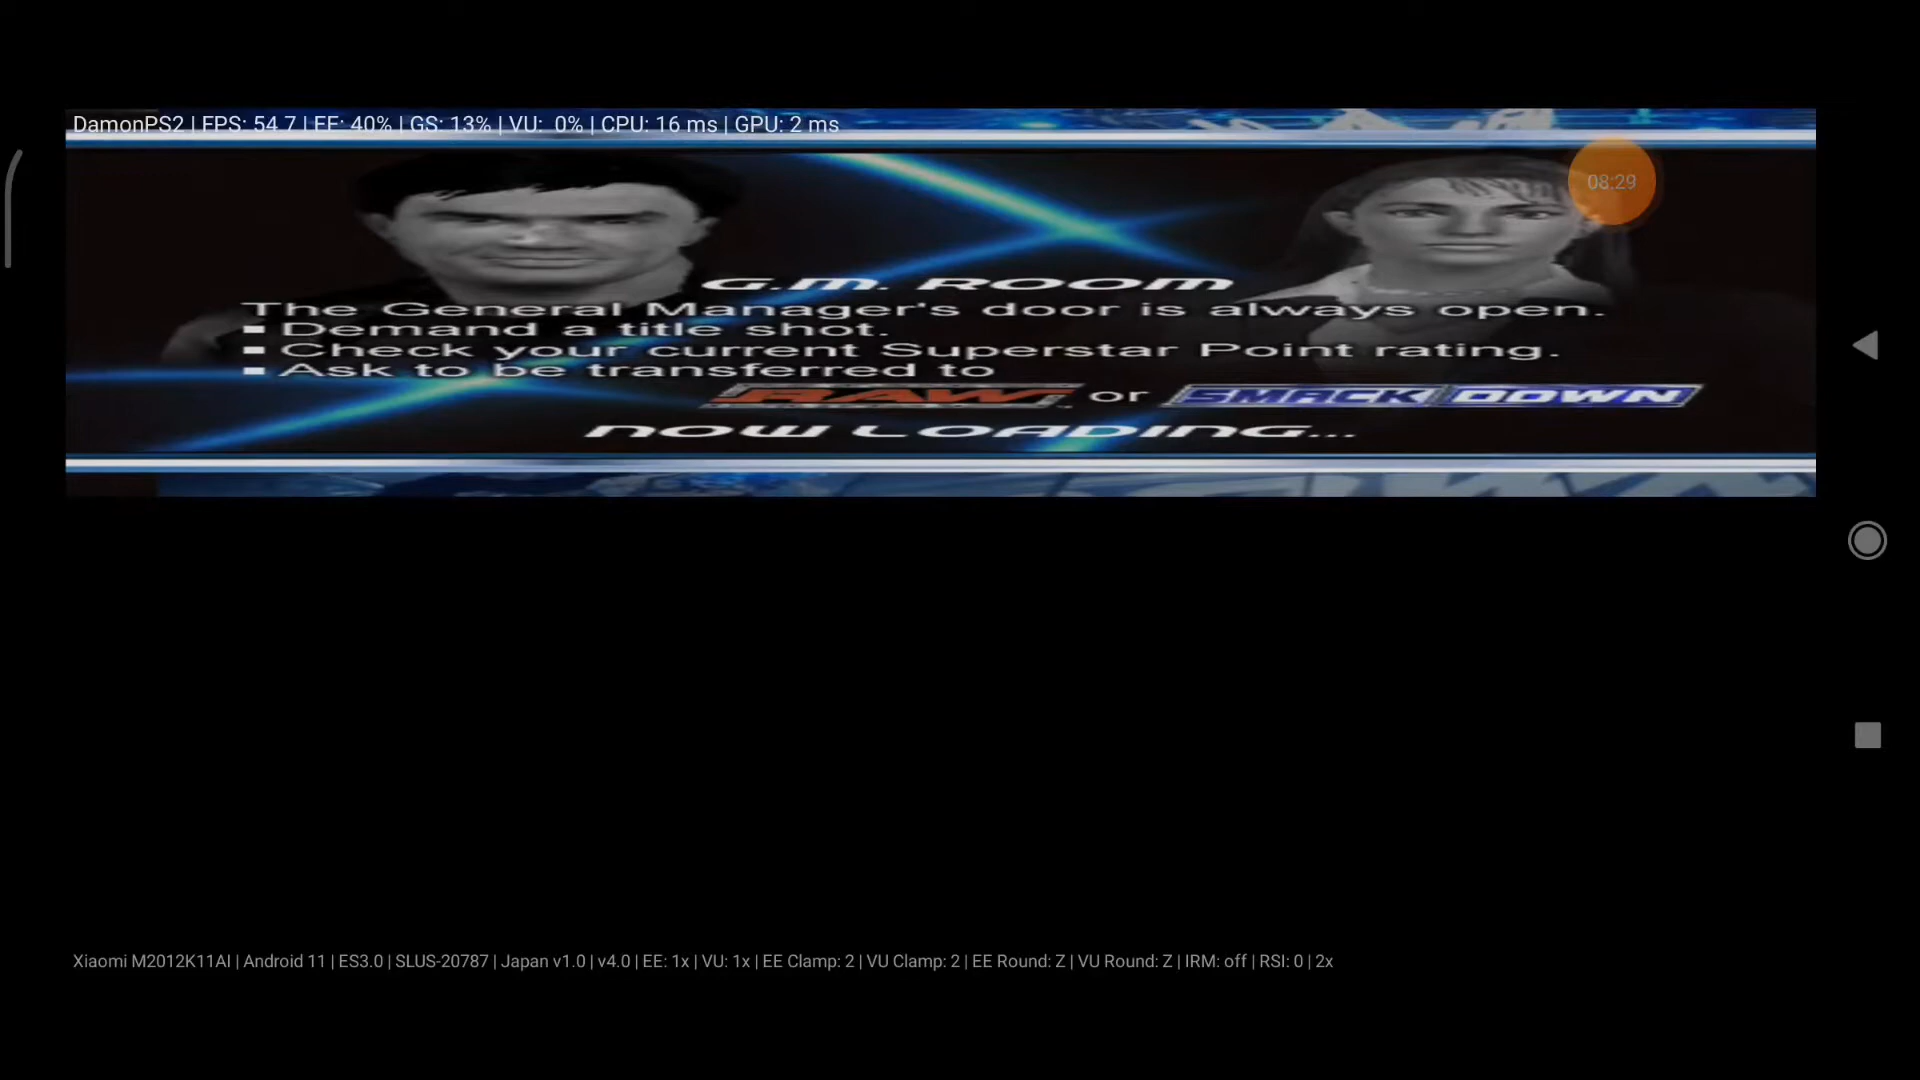 DamonPS2 | FPS: 54.7 | EE: 40% | GS: 13% | VU: 0% | CPU: 16 ms | GPU: 2 ms
08:29
G.M. ROOM
The General Manager's door is always open.
▪ Demand a title shot.
▪ Check your current Superstar Point rating.
▪ Ask to be transferred to
RAW or SMACKDOWN
NOW LOADING...
Xiaomi M2012K11AI | Android 11 | ES3.0 | SLUS-20787 | Japan v1.0 | v4.0 | EE: 1x | VU: 1x | EE Clamp: 2 | VU Clamp: 2 | EE Round: Z | VU Round: Z | IRM: off | RSI: 0 | 2x